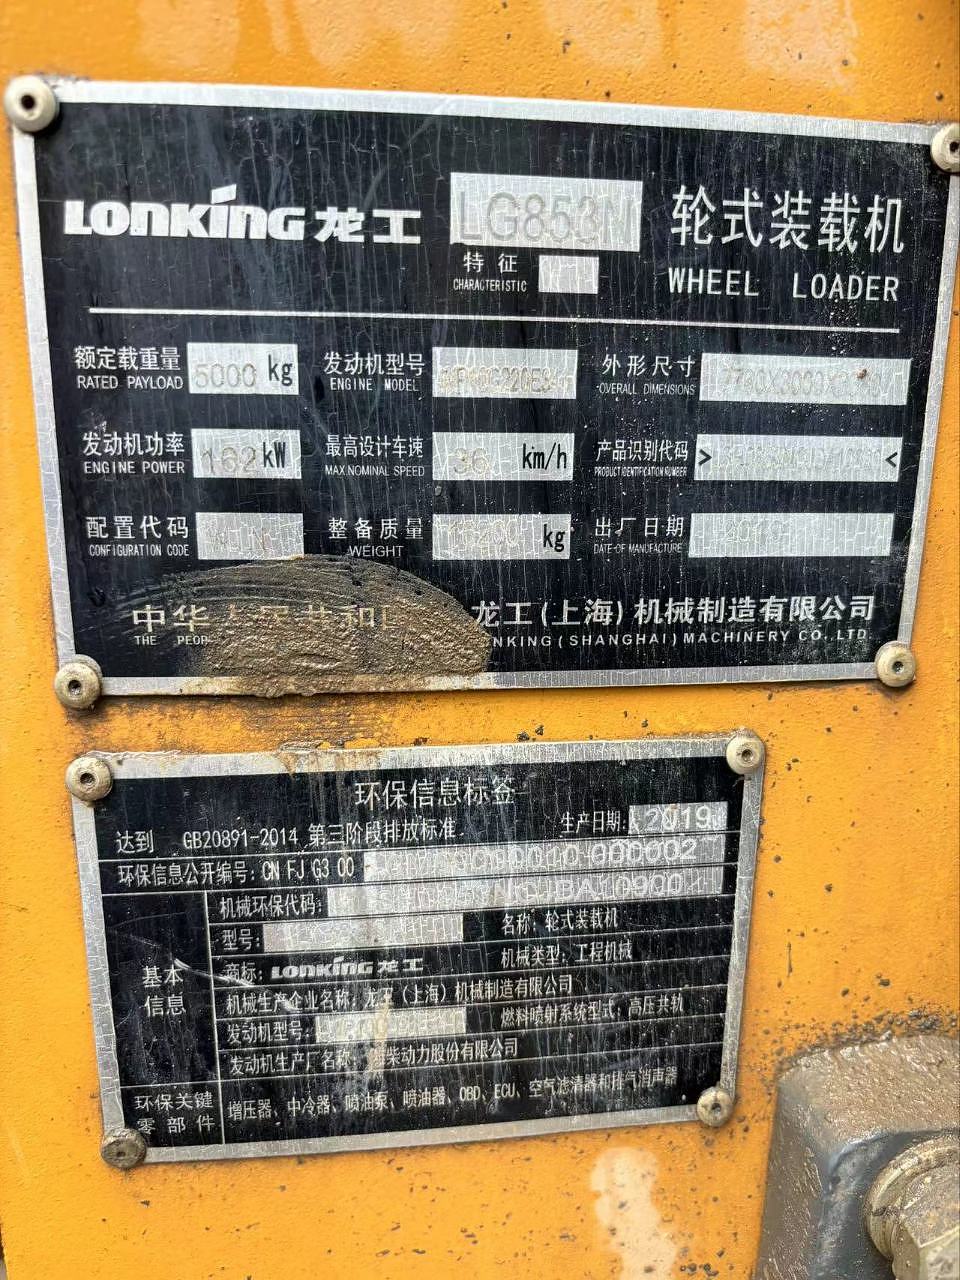 LONKING 龙工 LG853N 轮式装载机
特征
CHARACTERISTIC
WHEEL LOADER
额定载重量 5000 kg 发动机型号 外形尺寸
RATED PAYLOAD ENGINE MODEL OVERALL DIMENSIONS
发动机功率 162 kW 最高设计车速 36 km/h 产品识别代码 > <
ENGINE POWER MAX.NOMINAL SPEED PRODUCT IDENTIFICATION NUMBER
配置代码 整备质量 kg 出厂日期 2019
CONFIGURATION CODE WEIGHT DATE-OF MANUFACTURE
中华人民共和 龙工(上海)机械制造有限公司
THE (SHANGHAI) MACHINERY CO.,LTD.
环保信息标签
达到 GB20891-2014 第三阶段排放标准 生产日期: 2019
环保信息公开编号: CN FJ G3 00 000002
机械环保代码:
型号: 名称: 轮式装载机
商标: LONKING 龙工 机械类型: 工程机械
基本
信息
机械生产企业名称: 龙工(上海)机械制造有限公司
发动机型号: 燃料喷射系统型式: 高压共轨
发动机生产厂名称: 柴动力股份有限公司
环保关键
零部件
增压器、中冷器、喷油泵、喷油器、OBD、ECU、空气滤清器和排气消声器